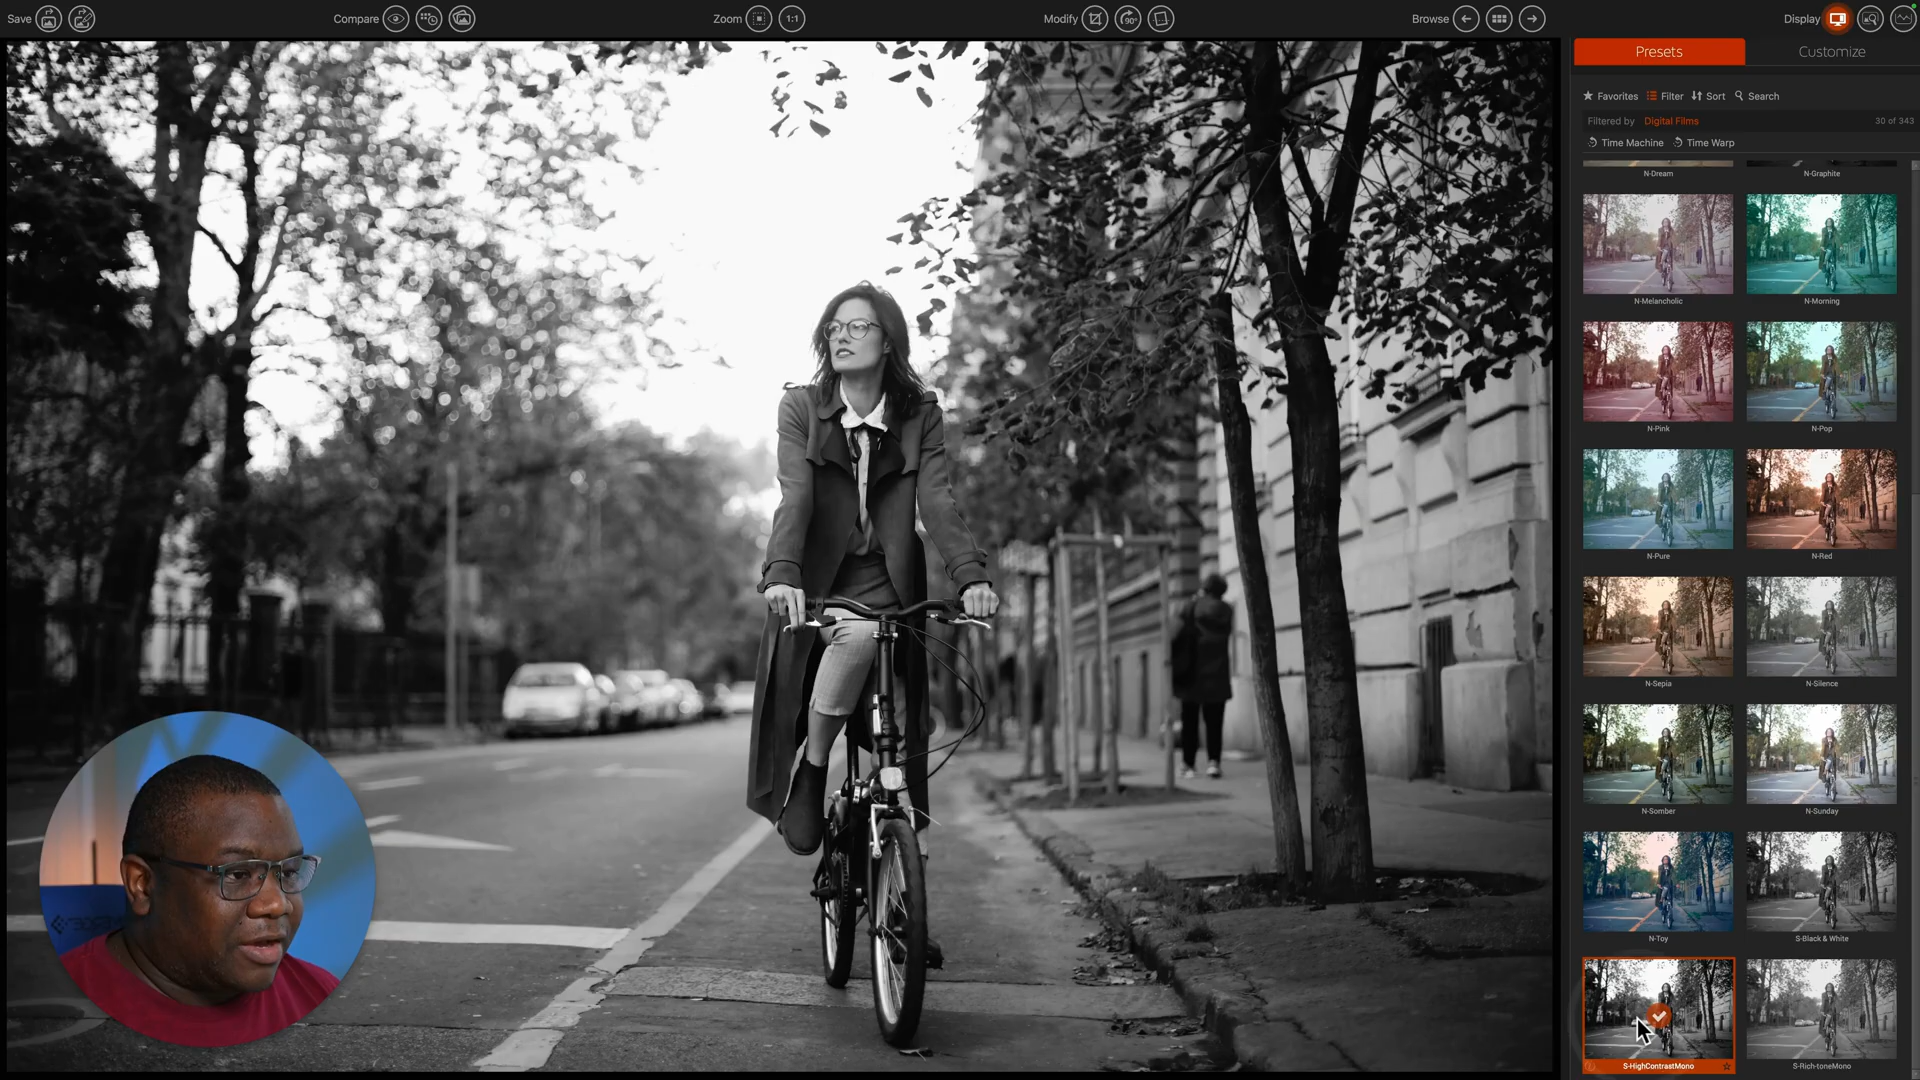 Save
Compare
Zoom
1:1
Modify
90°
Browse
Display
Presets
Customize
Favorites
Filter
Sort
Search
Filtered by Digital Films
30 of 343
Time Machine
Time Warp
N-Dream
N-Graphite
N-Melancholic
N-Morning
N-Pink
N-Pop
N-Pure
N-Red
N-Sepia
N-Silence
N-Somber
N-Sunday
N-Toy
S-Black & White
S-HighContrastMono
S-Rich-toneMono